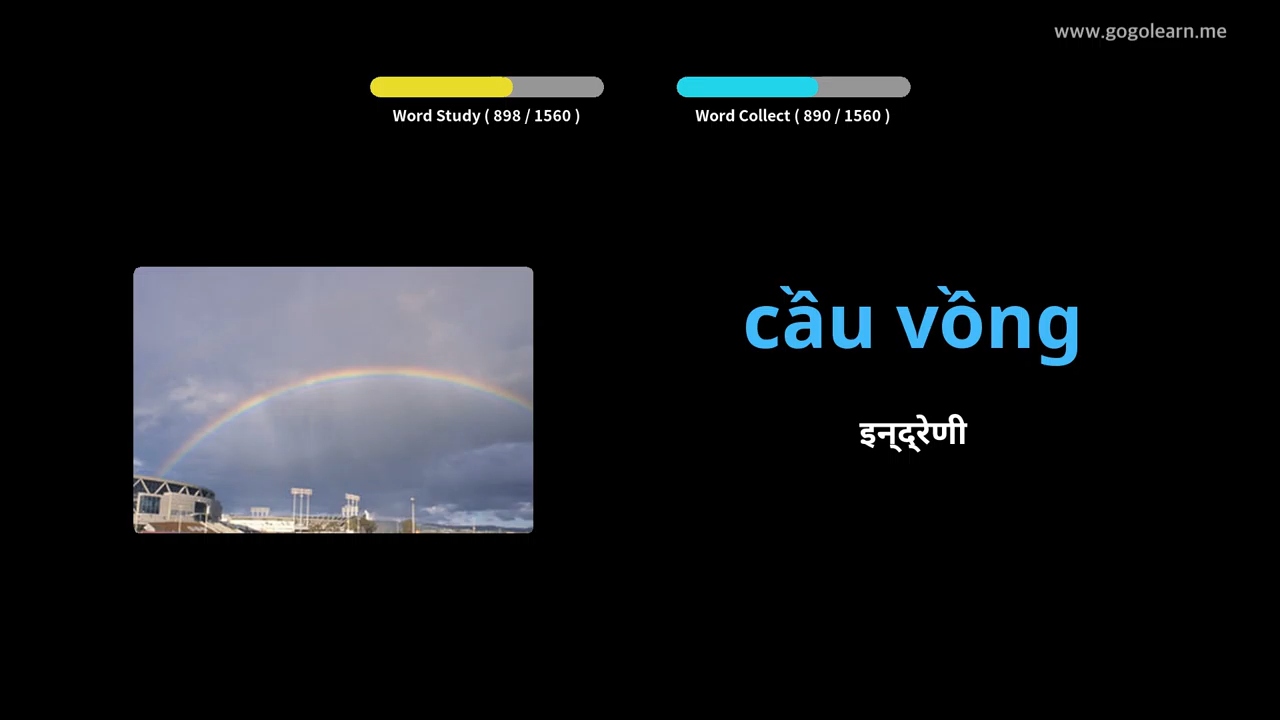 www.gogolearn.me
Word Study ( 898 / 1560 )
Word Collect ( 890 / 1560 )
cầu vồng
इन्द्रेणी